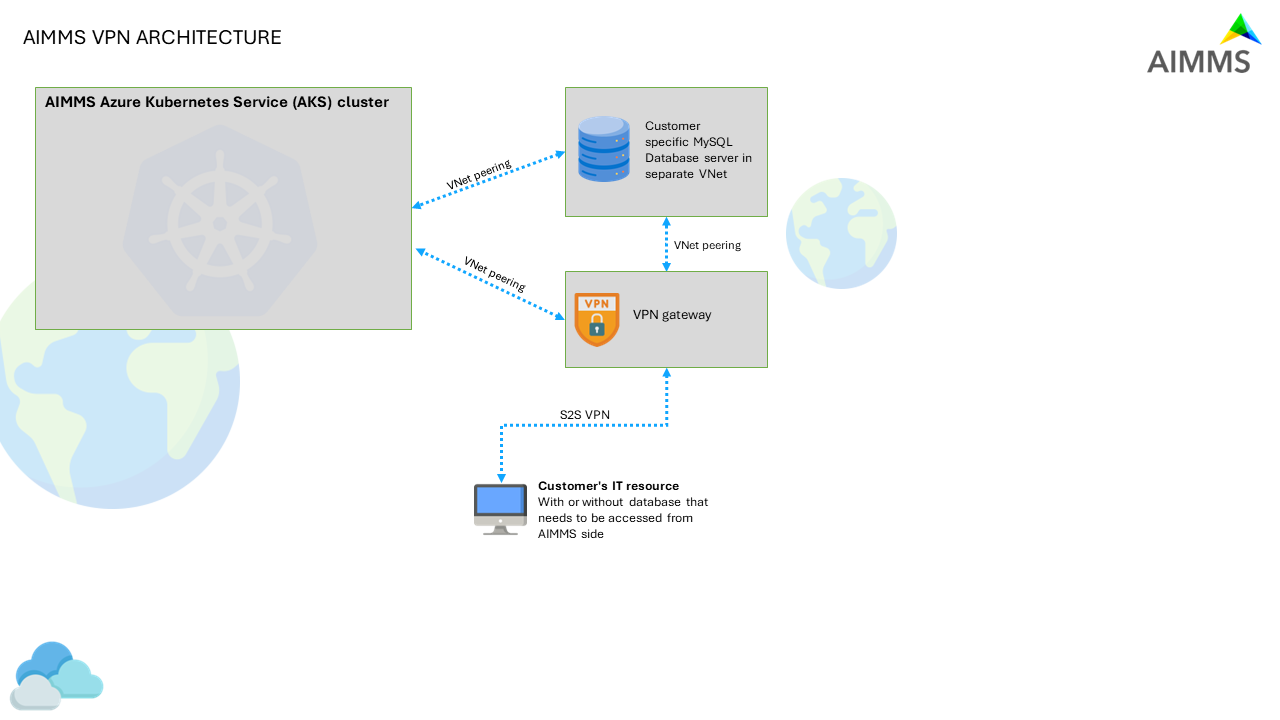 AIMMS VPN ARCHITECTURE
AIMMS
AIMMS Azure Kubernetes Service (AKS) cluster
Customer
specific MySQL
Database server in
separate VNet
VNet peering
VNet peering
VNet peering
VPN
VPN gateway
S2S VPN
Customer's IT resource
With or without database that
needs to be accessed from
AIMMS side